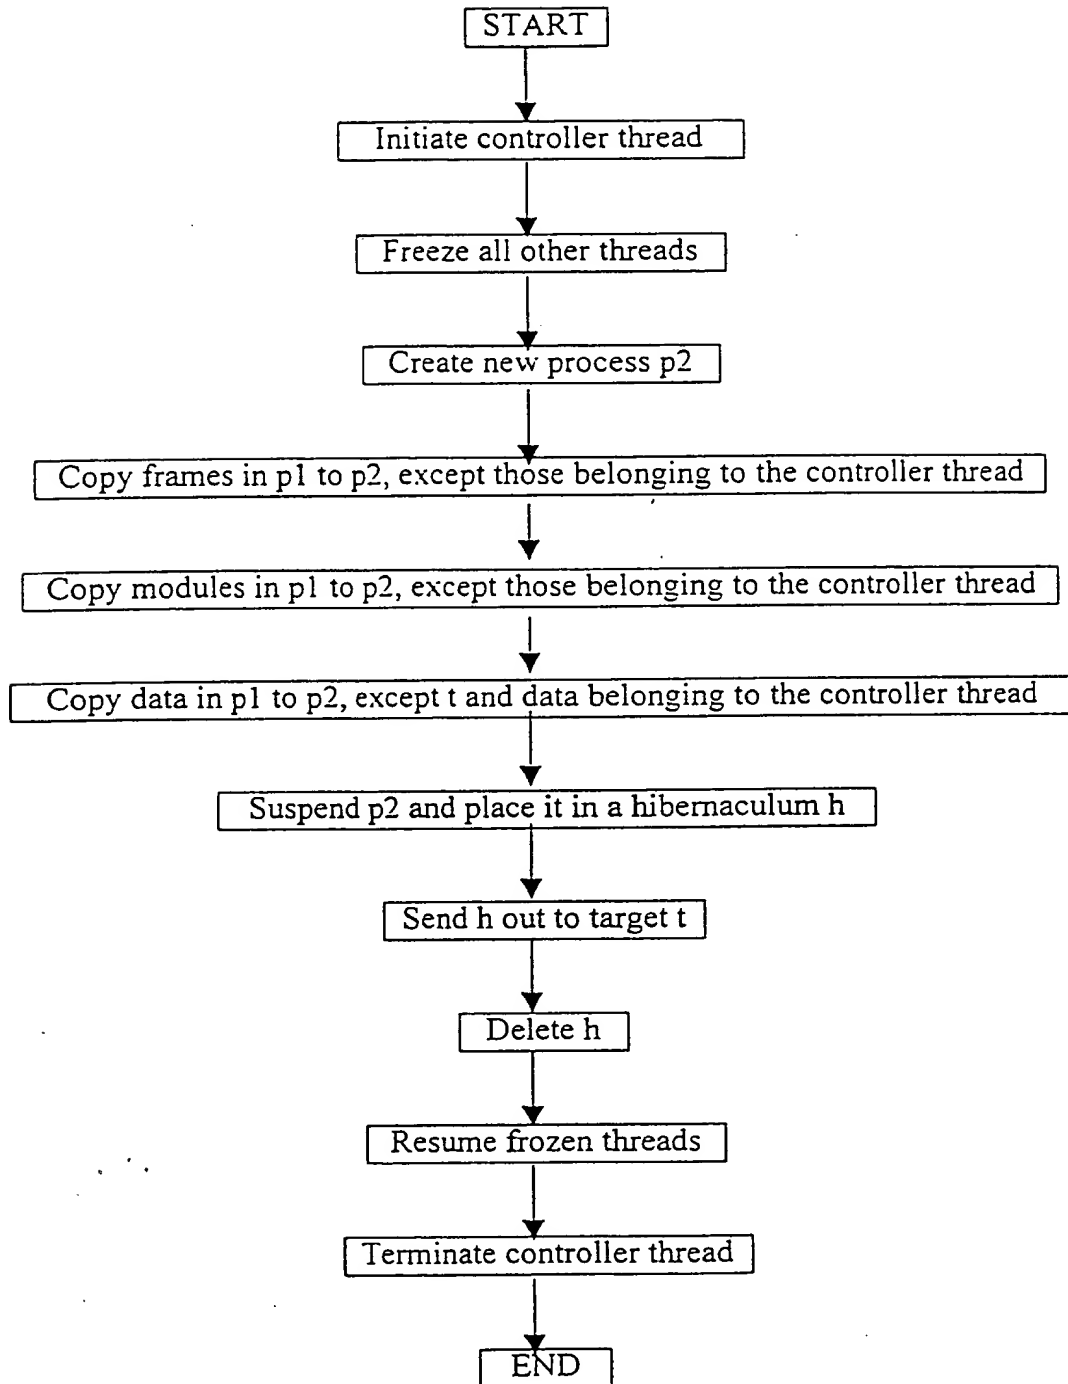 START
Initiate controller thread
Freeze all other threads
Create new process p2
Copy frames in p1 to p2, except those belonging to the controller thread
Copy modules in p1 to p2, except those belonging to the controller thread
Copy data in p1 to p2, except t and data belonging to the controller thread
Suspend p2 and place it in a hibernaculum h
Send h out to target t
Delete h
Resume frozen threads
Terminate controller thread
END